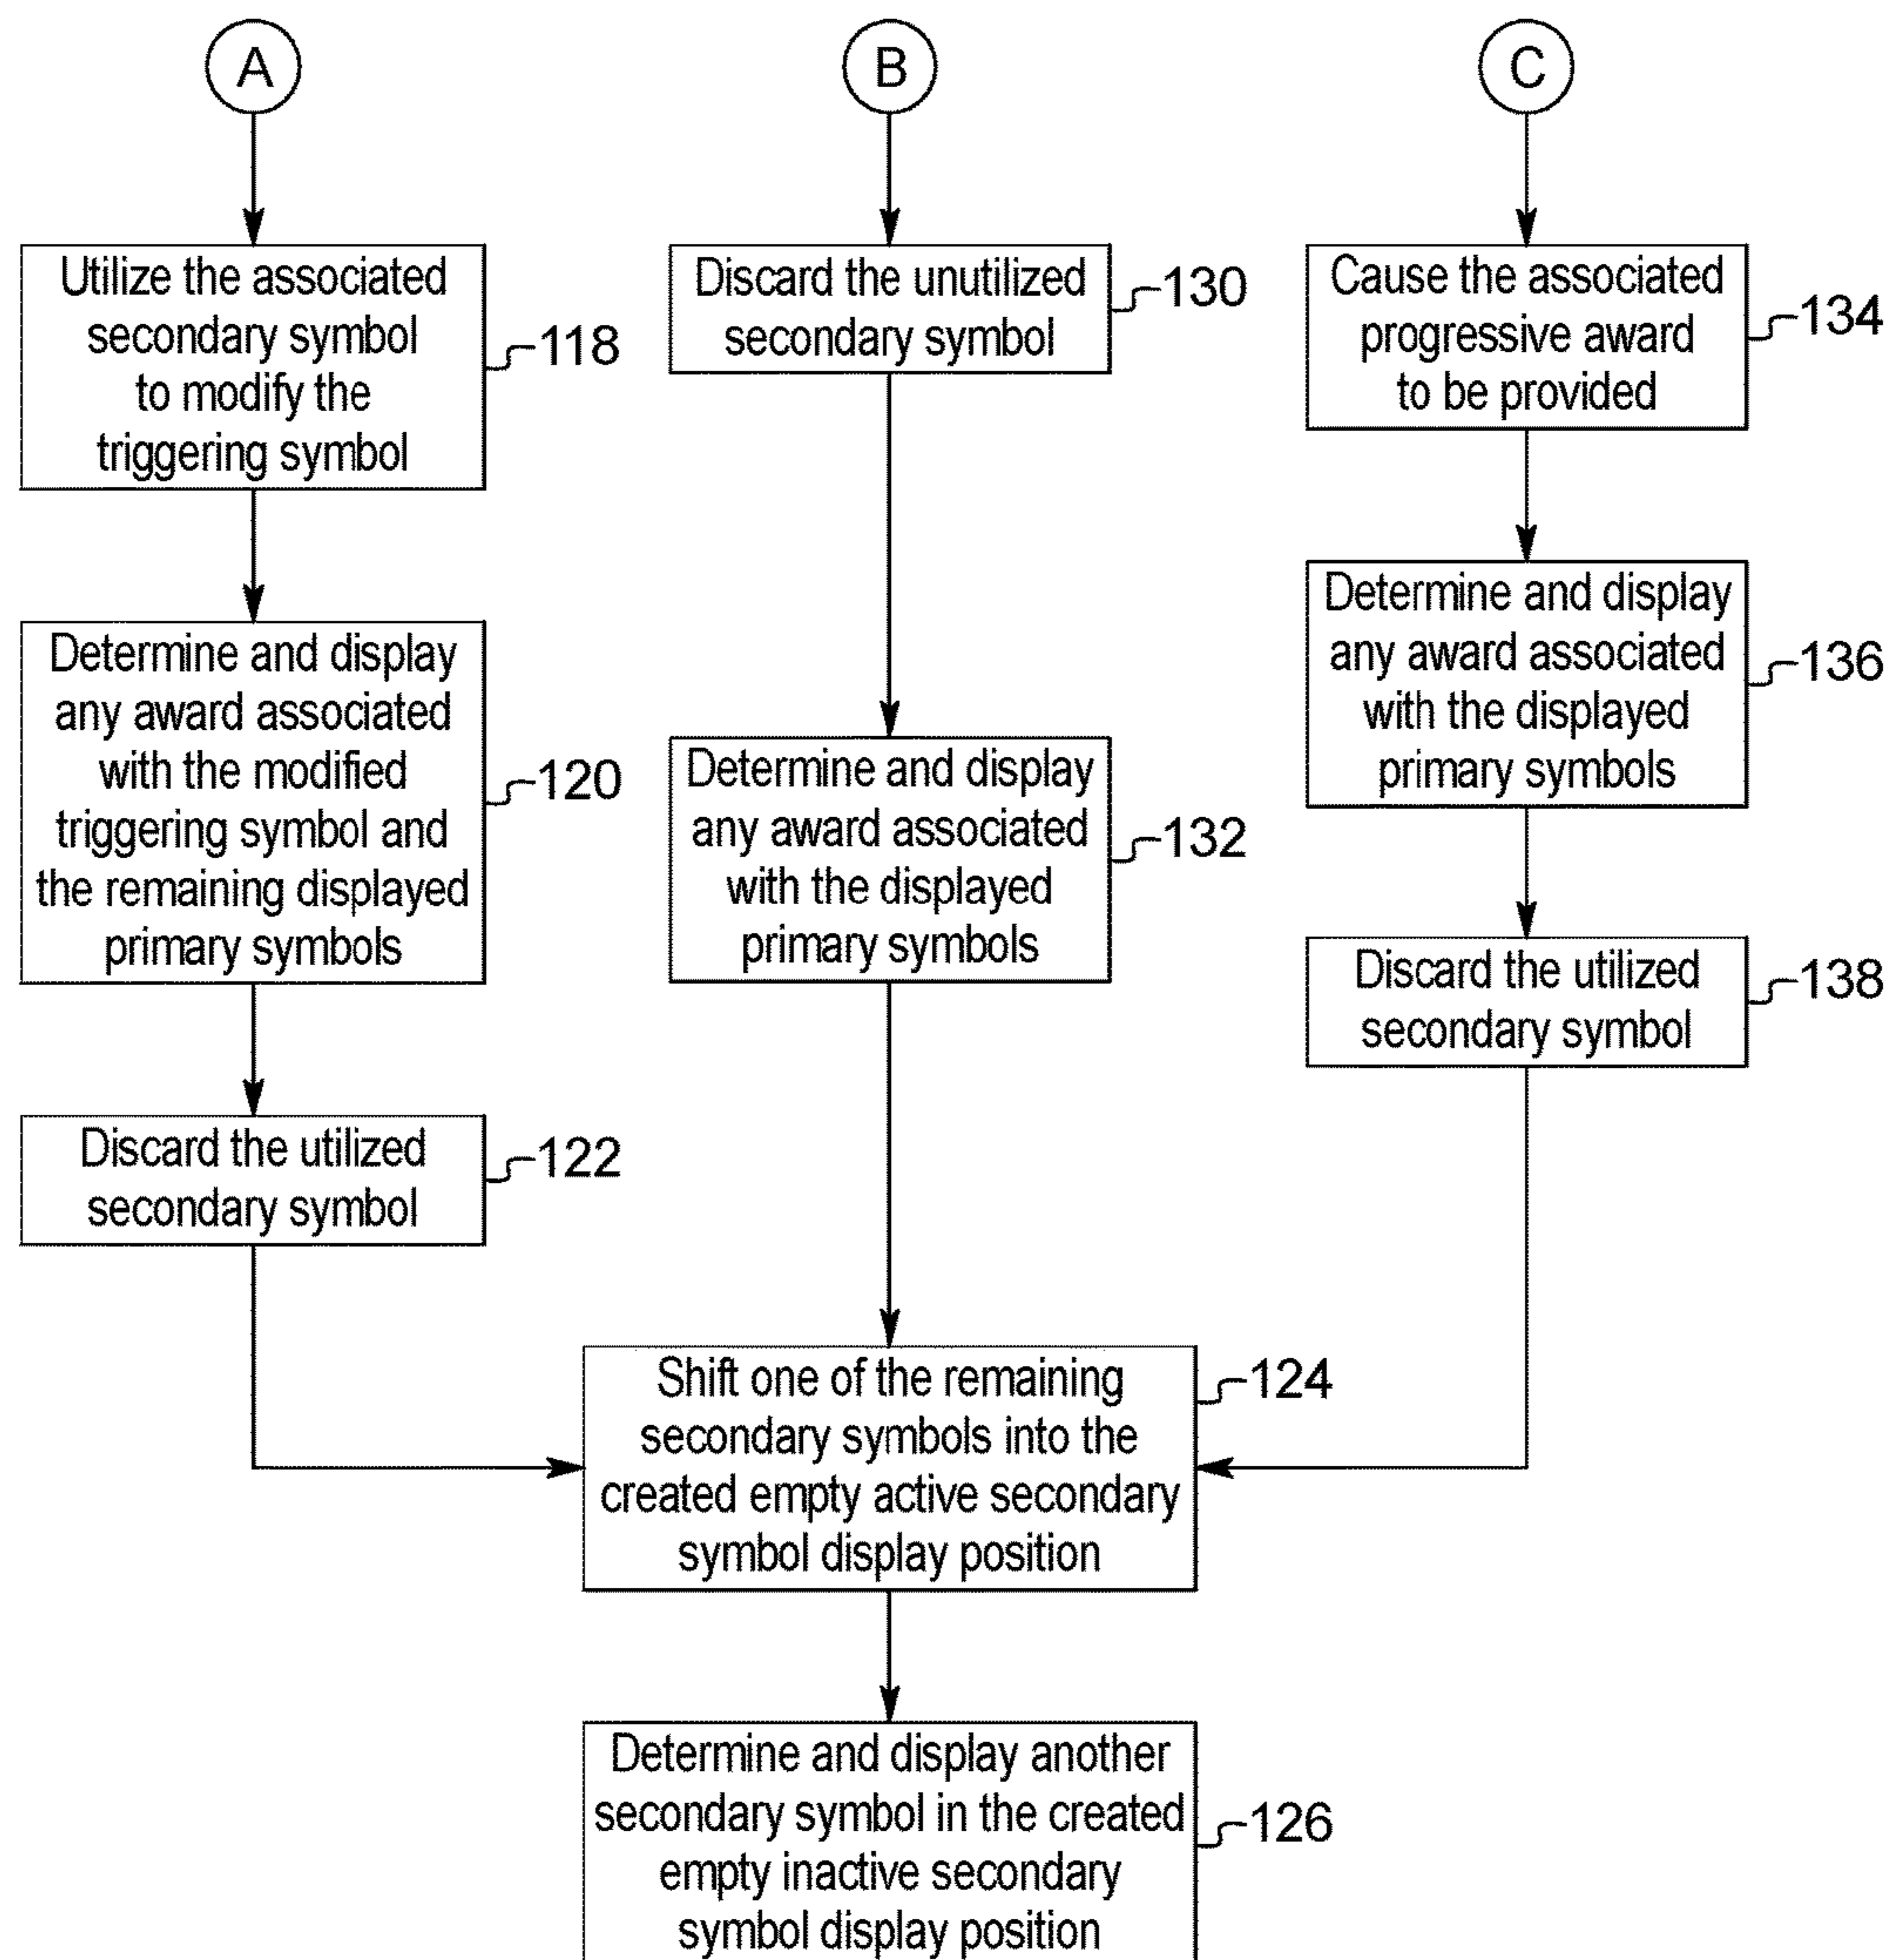 A
B
C
Utilize the associated
secondary symbol
to modify the
triggering symbol
118
Determine and display
any award associated
with the modified
triggering symbol and
the remaining displayed
primary symbols
120
Discard the utilized
secondary symbol
122
Discard the unutilized
secondary symbol
130
Determine and display
any award associated
with the displayed
primary symbols
132
Cause the associated
progressive award
to be provided
134
Determine and display
any award associated
with the displayed
primary symbols
136
Discard the utilized
secondary symbol
138
Shift one of the remaining
secondary symbols into the
created empty active secondary
symbol display position
124
Determine and display another
secondary symbol in the created
empty inactive secondary
symbol display position
126